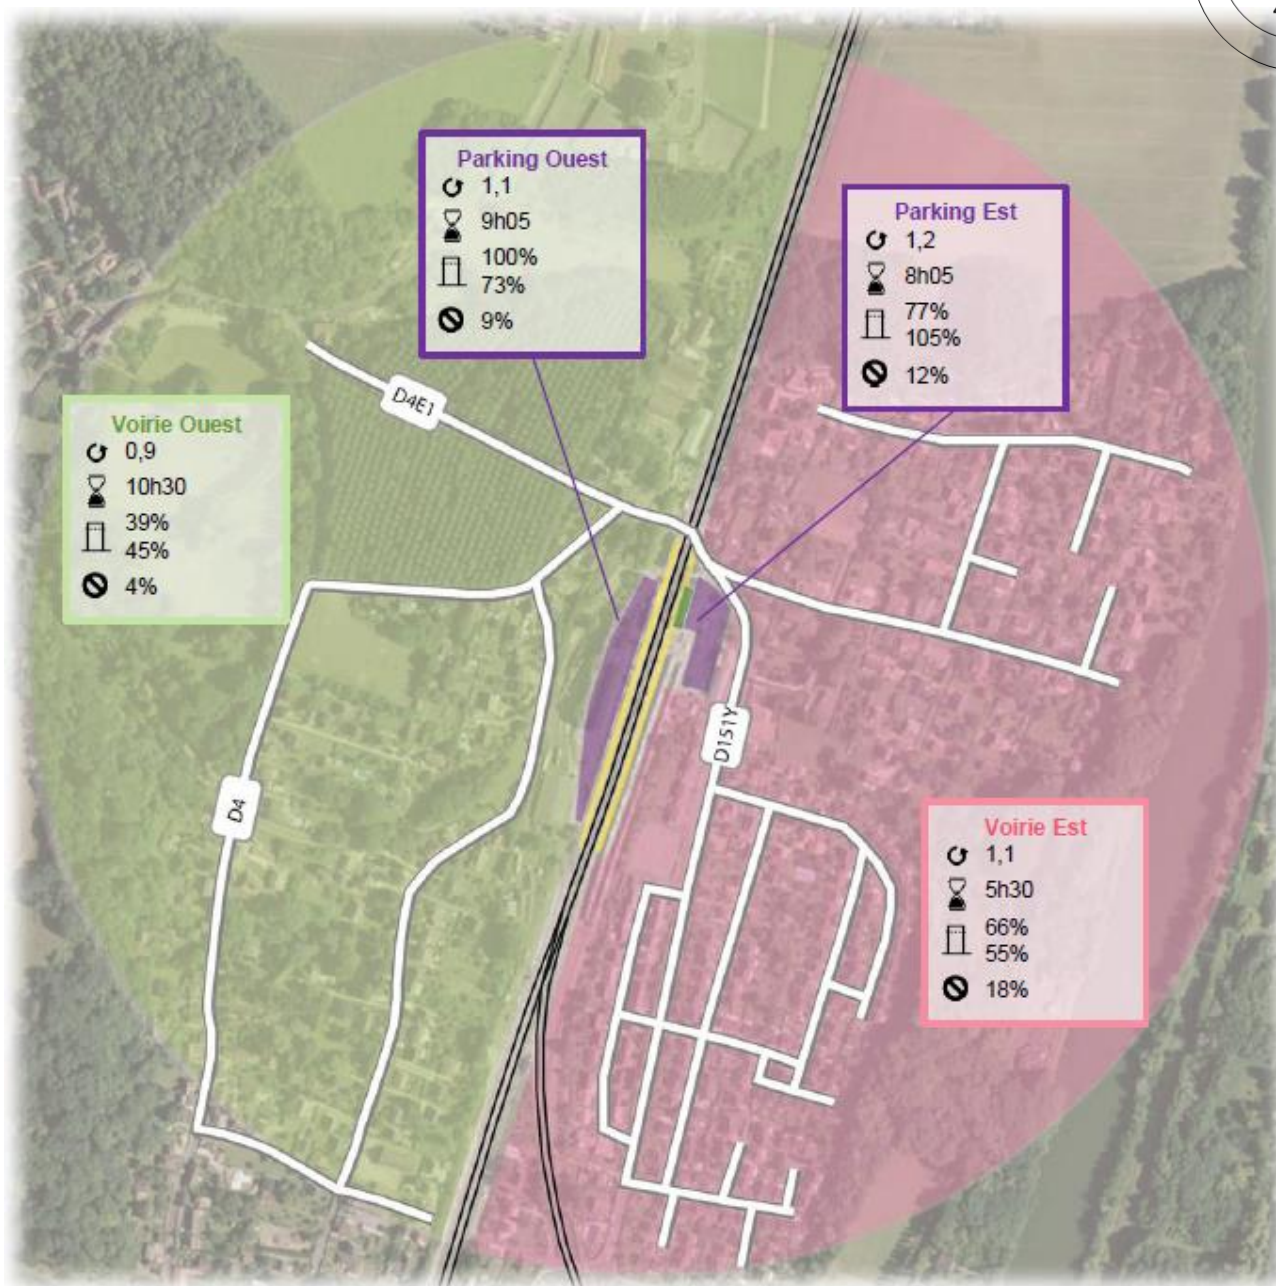 Parking Ouest
1,1
9h05
100%
73%
9%
Parking Est
1,2
8h05
77%
105%
12%
D4E1
Voirie Ouest
0,9
10h30
39%
45%
4%
D151Y
D4
Voirie Est
1,1
5h30
66%
55%
18%